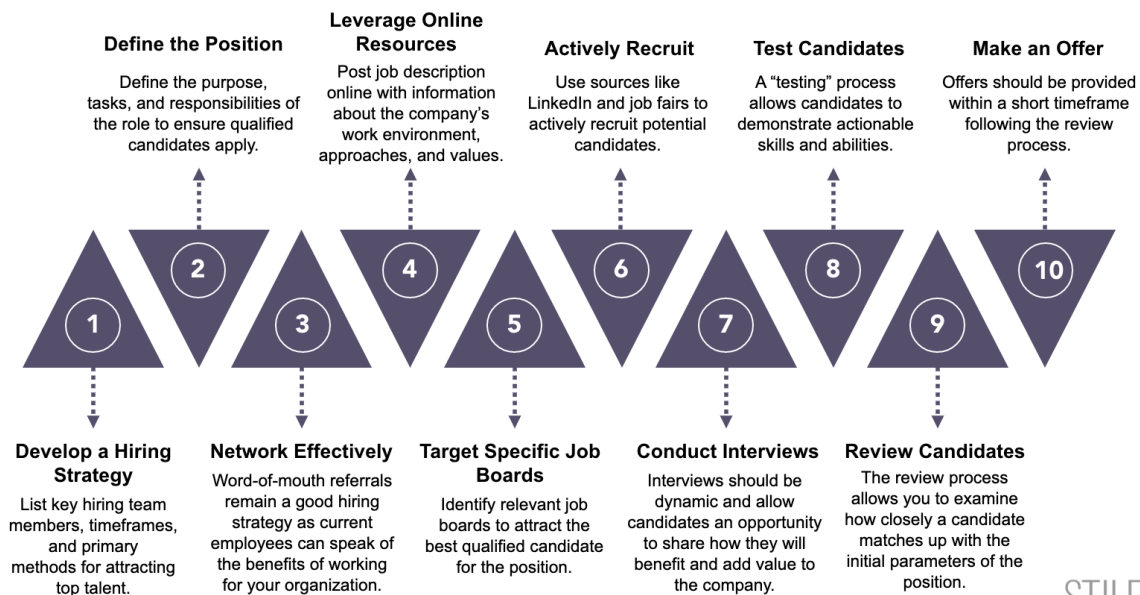 1
Develop a Hiring
Strategy
List key hiring team
members, timeframes,
and primary
methods for attracting
top talent.
2
Define the Position
Define the purpose,
tasks, and responsibilities of
the role to ensure qualified
candidates apply.
3
Network Effectively
Word-of-mouth referrals
remain a good hiring
strategy as current
employees can speak of
the benefits of working
for your organization.
4
Leverage Online
Resources
Post job description
online with information
about the company's
work environment,
approaches, and values.
5
Target Specific Job
Boards
Identify relevant job
boards to attract the
best qualified candidate
for the position.
6
Actively Recruit
Use sources like
LinkedIn and job fairs to
actively recruit potential
candidates.
7
Conduct Interviews
Interviews should be
dynamic and allow
candidates an opportunity
to share how they will
benefit and add value to
the company.
8
Test Candidates
A “testing” process
allows candidates to
demonstrate actionable
skills and abilities.
9
Review Candidates
The review process
allows you to examine
how closely a candidate
matches up with the
initial parameters of the
position.
10
Make an Offer
Offers should be provided
within a short timeframe
following the review
process.